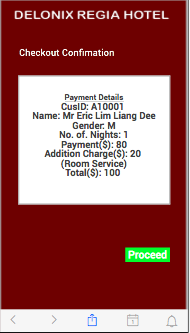 DELONIX REGIA HOTEL
Checkout Confimation
Payment Details
CusID: A10001
Name: Mr Eric Lim Liang Dee
Gender: M
No. of Nights: 1
Payment($): 80
Addition Charge($): 20
(Room Service)
Total($): 100
Proceed